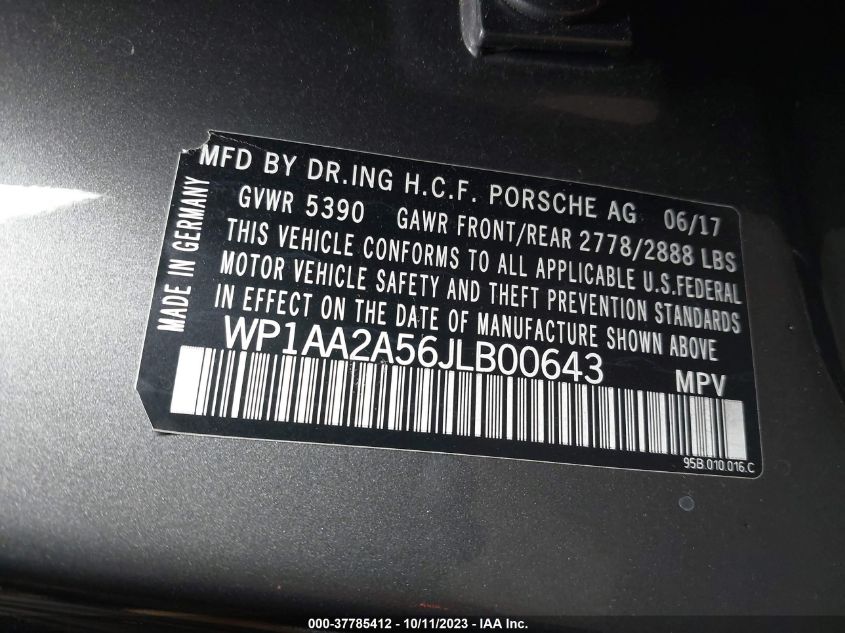 MFD BY DR.ING H.C.F. PORSCHE AG 06/17
GVWR 5390 GAWR FRONT/REAR 2778/2888 LBS
THIS VEHICLE CONFORMS TO ALL APPLICABLE U.S.FEDERAL
MOTOR VEHICLE SAFETY AND THEFT PREVENTION STANDARDS
IN EFFECT ON THE DATE OF MANUFACTURE SHOWN ABOVE
WP1AA2A56JLB00643 MPV
MADE IN GERMANY
95B.010.016.C
000-37785412 - 10/11/2023 - IAA Inc.